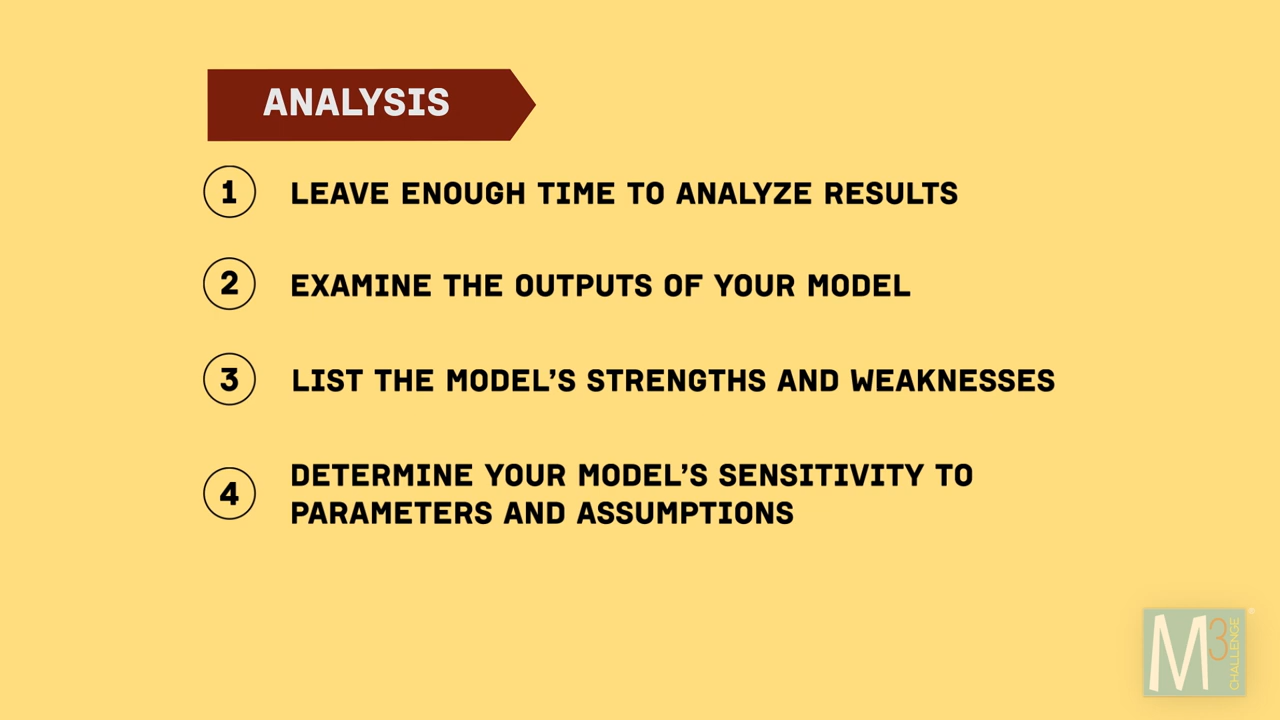 ANALYSIS
1 LEAVE ENOUGH TIME TO ANALYZE RESULTS
2 EXAMINE THE OUTPUTS OF YOUR MODEL
3 LIST THE MODEL’S STRENGTHS AND WEAKNESSES
4 DETERMINE YOUR MODEL’S SENSITIVITY TO
PARAMETERS AND ASSUMPTIONS
M3 CHALLENGE ®